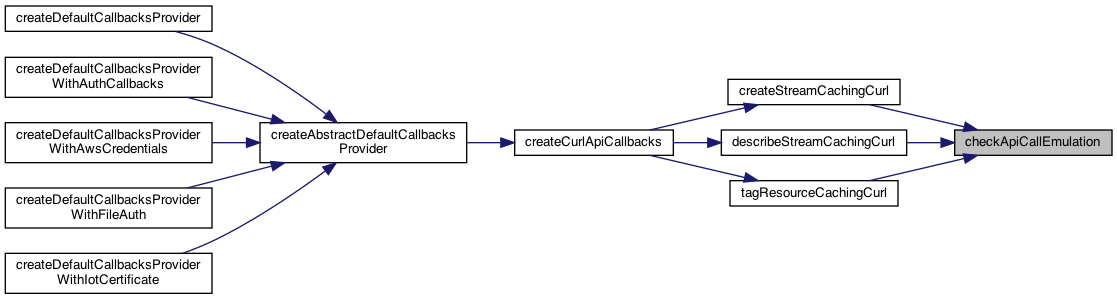 createDefaultCallbacksProvider
createDefaultCallbacksProvider
WithAuthCallbacks
createDefaultCallbacksProvider
WithAwsCredentials
createDefaultCallbacksProvider
WithFileAuth
createDefaultCallbacksProvider
WithIotCertificate
createAbstractDefaultCallbacks
Provider
createCurlApiCallbacks
createStreamCachingCurl
describeStreamCachingCurl
tagResourceCachingCurl
checkApiCallEmulation